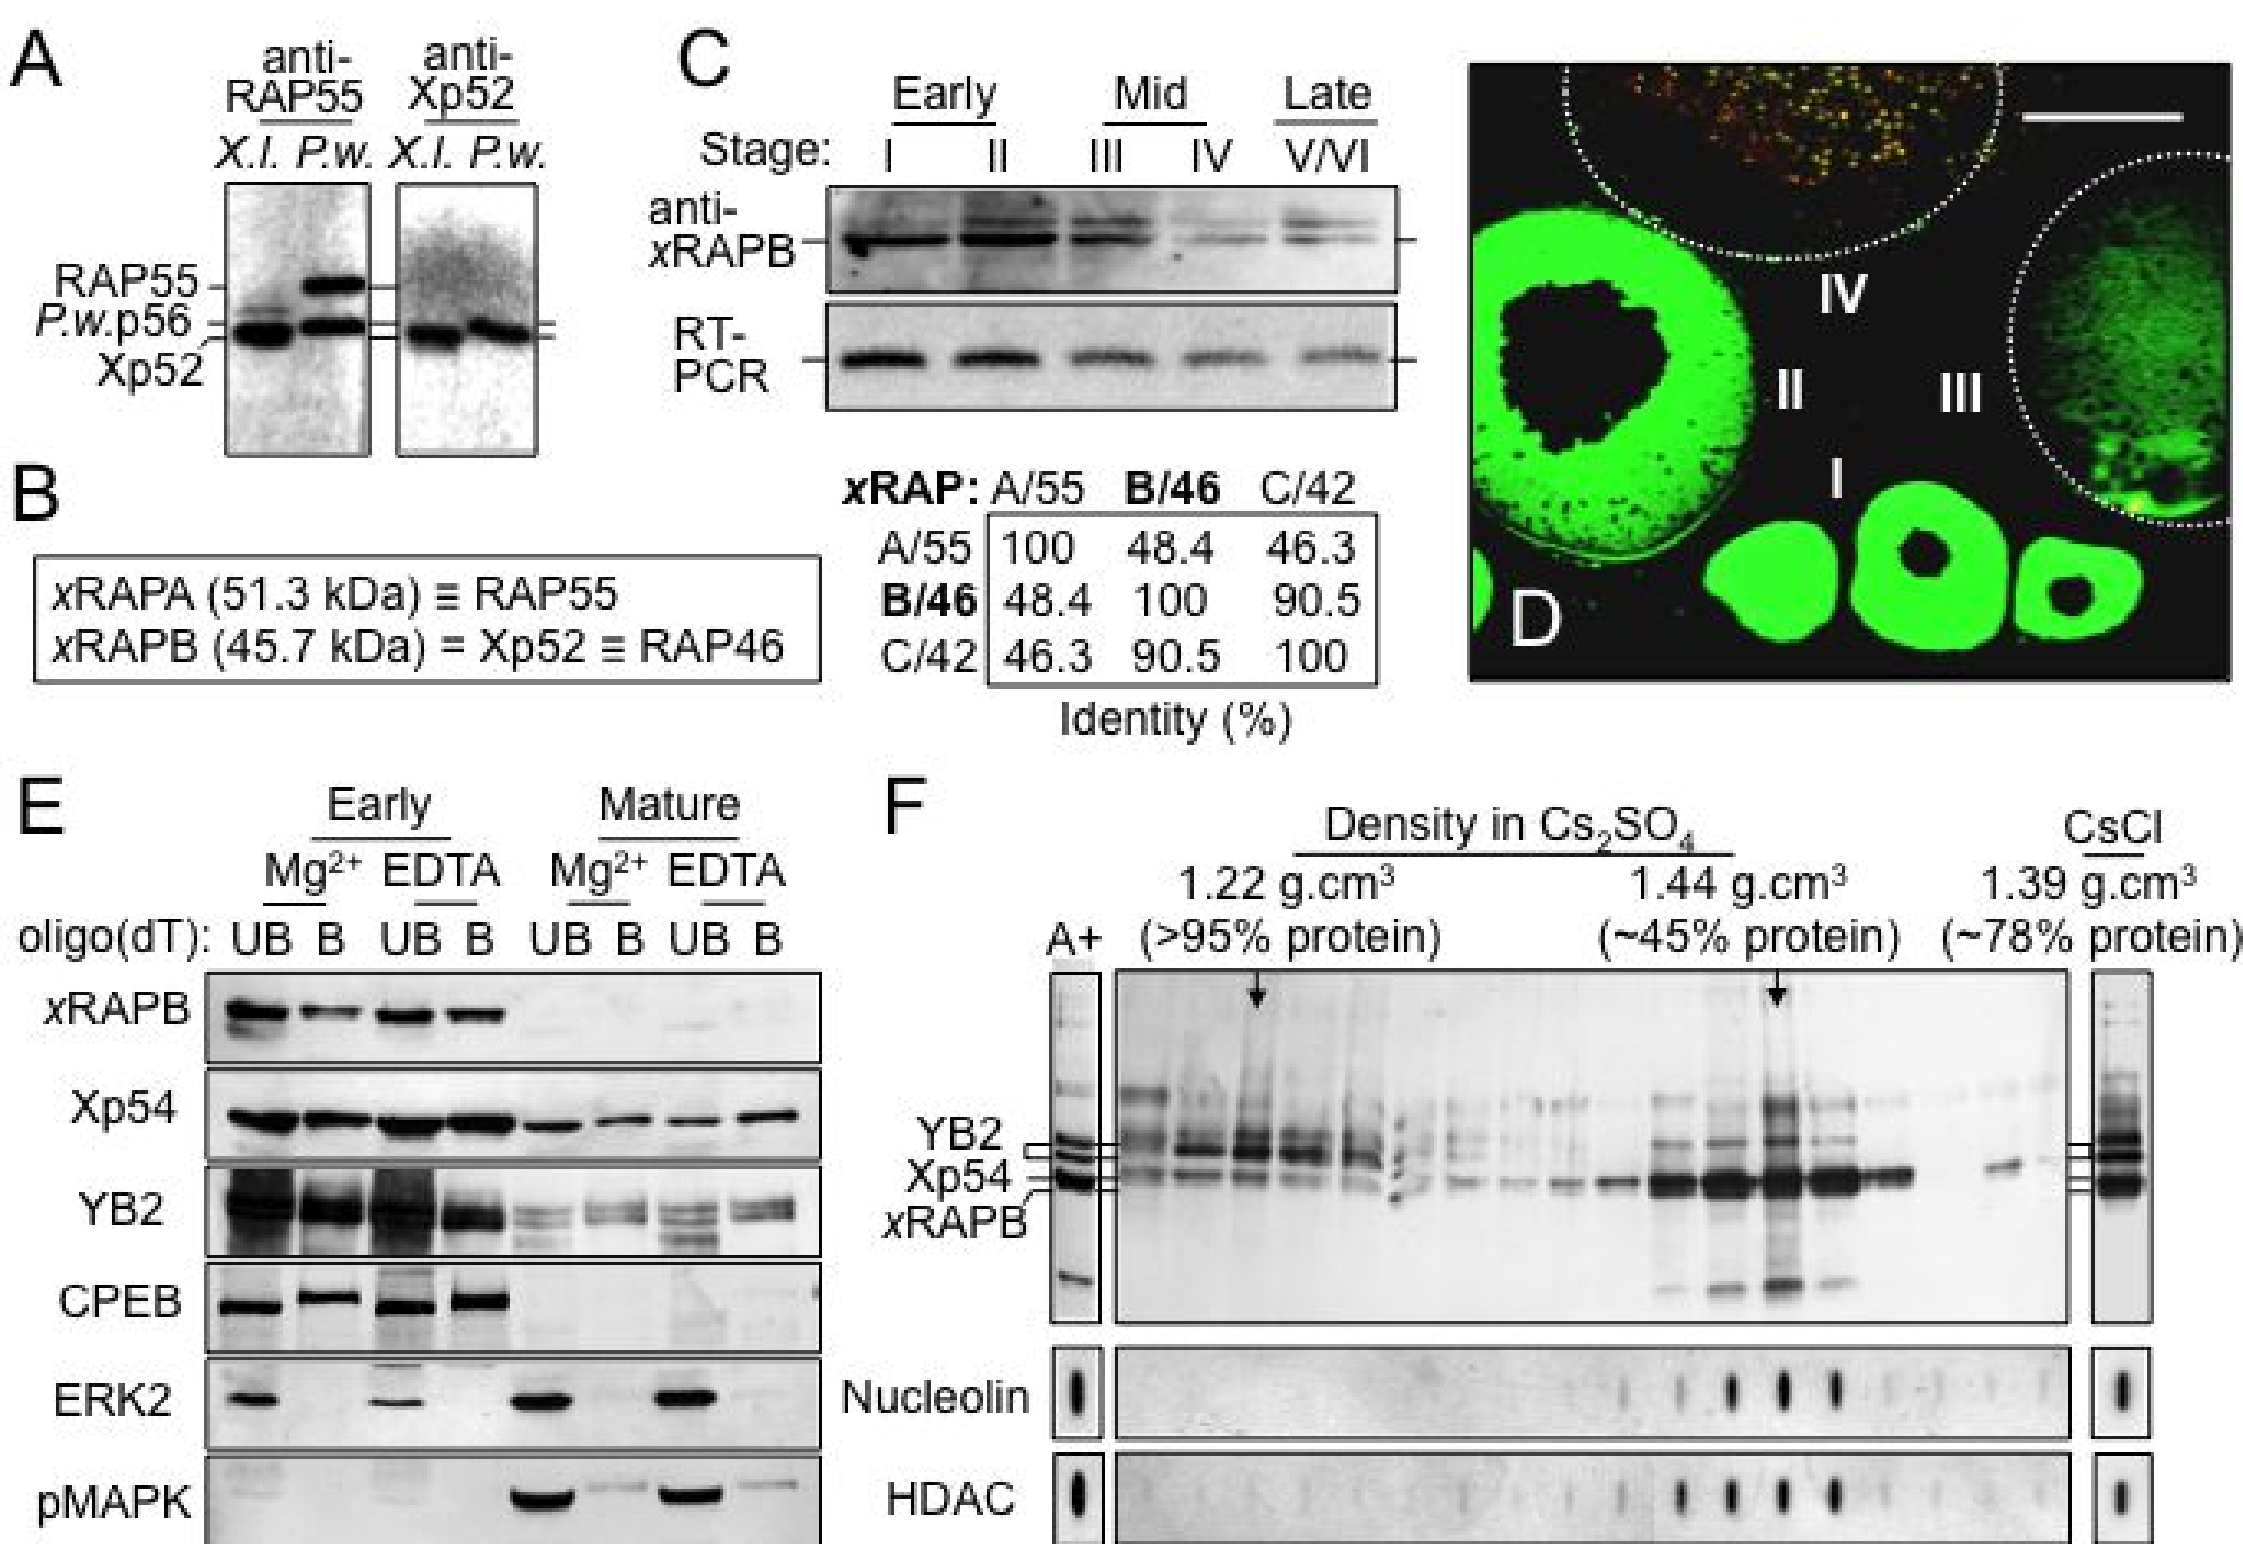 A
anti-
RAP55
anti-
Xp52
X.l. P.w. X.l. P.w.
RAP55
P.w.p56
Xp52
B
xRAPA (51.3 kDa) ≡ RAP55
xRAPB (45.7 kDa) = Xp52 ≡ RAP46
C
Early Mid Late
Stage: I II III IV V/VI
anti-
xRAPB
RT-
PCR
xRAP: A/55 B/46 C/42
A/55 100 48.4 46.3
B/46 48.4 100 90.5
C/42 46.3 90.5 100
Identity (%)
IV
II
III
I
D
E
Early Mature
Mg2+ EDTA Mg2+ EDTA
oligo(dT): UB B UB B UB B UB B
xRAPB
Xp54
YB2
CPEB
ERK2
pMAPK
F
Density in Cs2SO4 CsCl
1.22 g.cm3 1.44 g.cm3 1.39 g.cm3
A+ (>95% protein) (~45% protein) (~78% protein)
YB2
Xp54
xRAPB
Nucleolin
HDAC